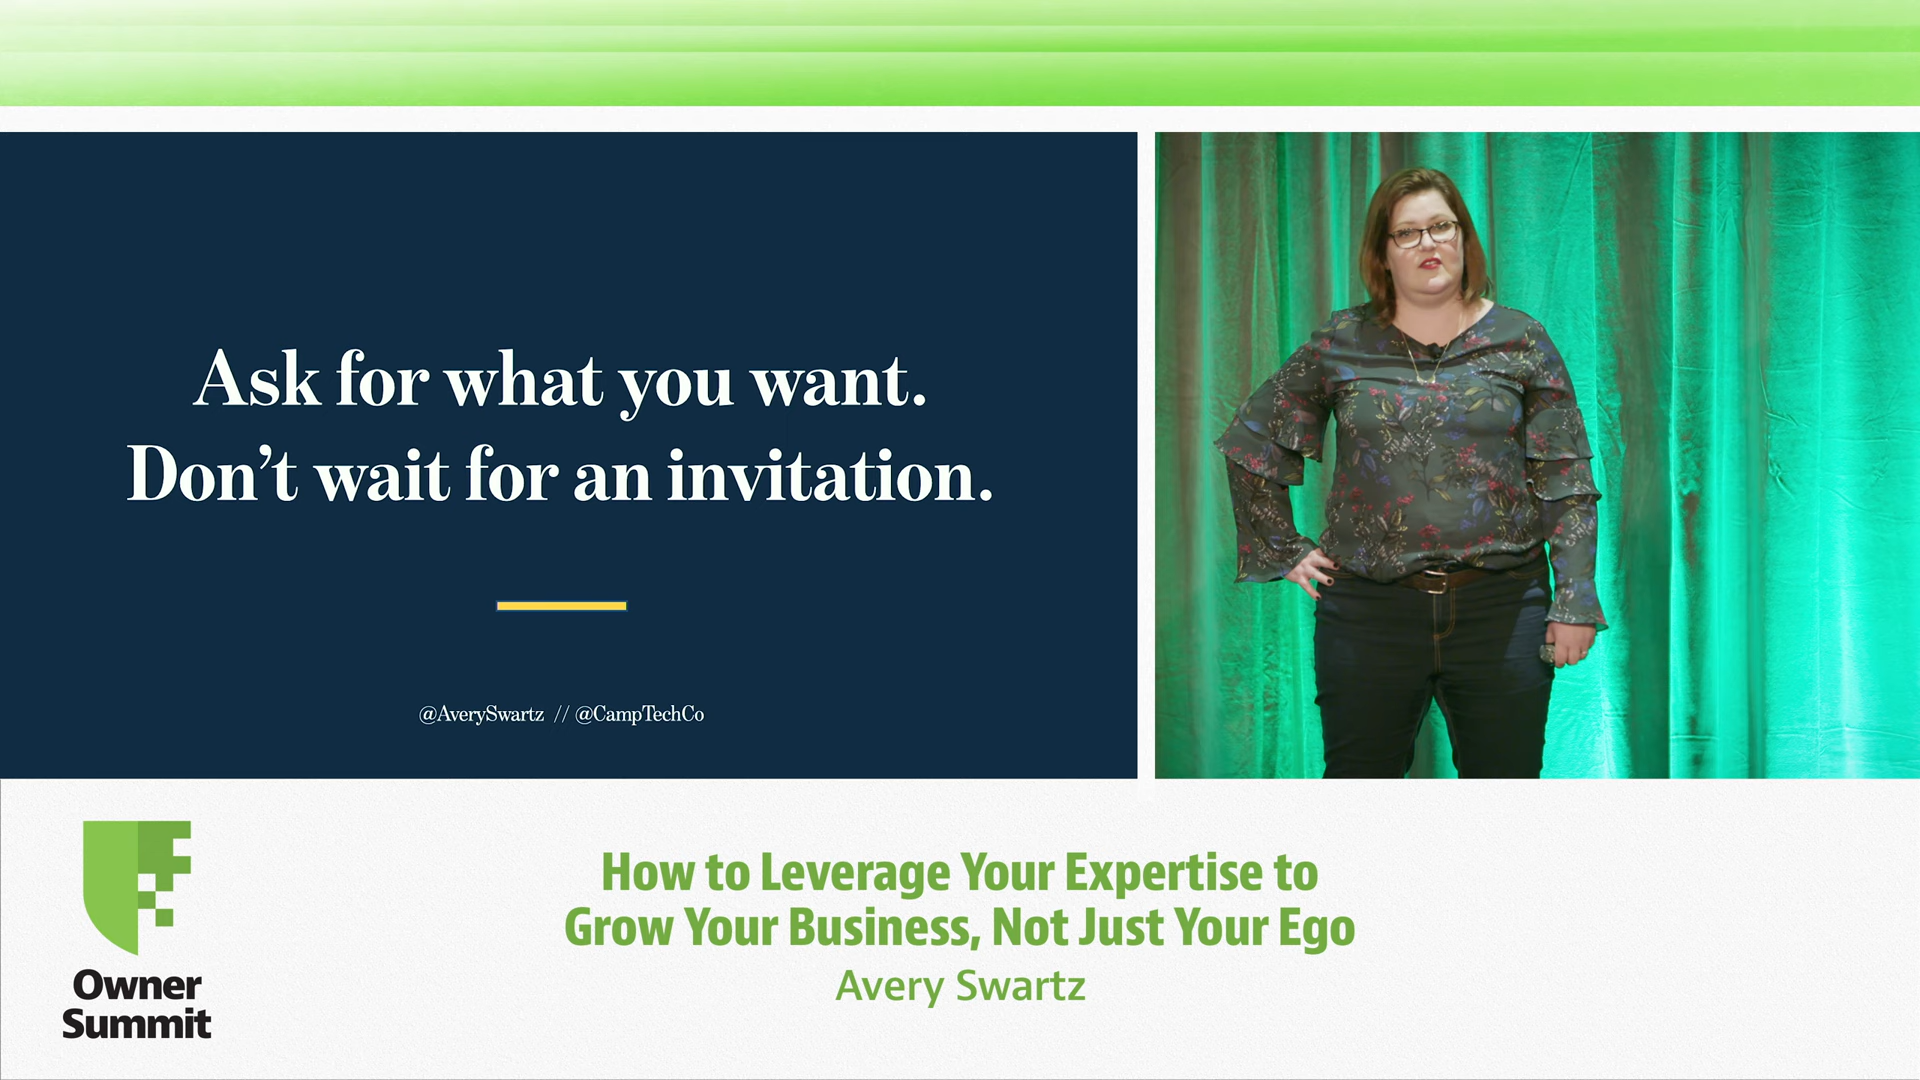 Ask for what you want.
Don’t wait for an invitation.
@AverySwartz // @CampTechCo
How to Leverage Your Expertise to
Grow Your Business, Not Just Your Ego
Avery Swartz
Owner
Summit